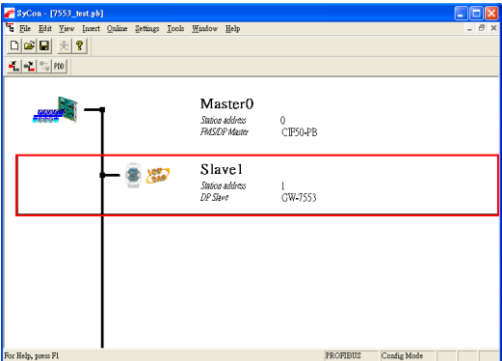 SyCon - [7553_test.pb]
File Edit View Insert Online Settings Tools Window Help
PIO
Master0
Station address 0
FMS/DP Master CIF50-PB
Slave1
Station address 1
DP Slave GW-7553
For Help, press F1 PROFIBUS Config Mode